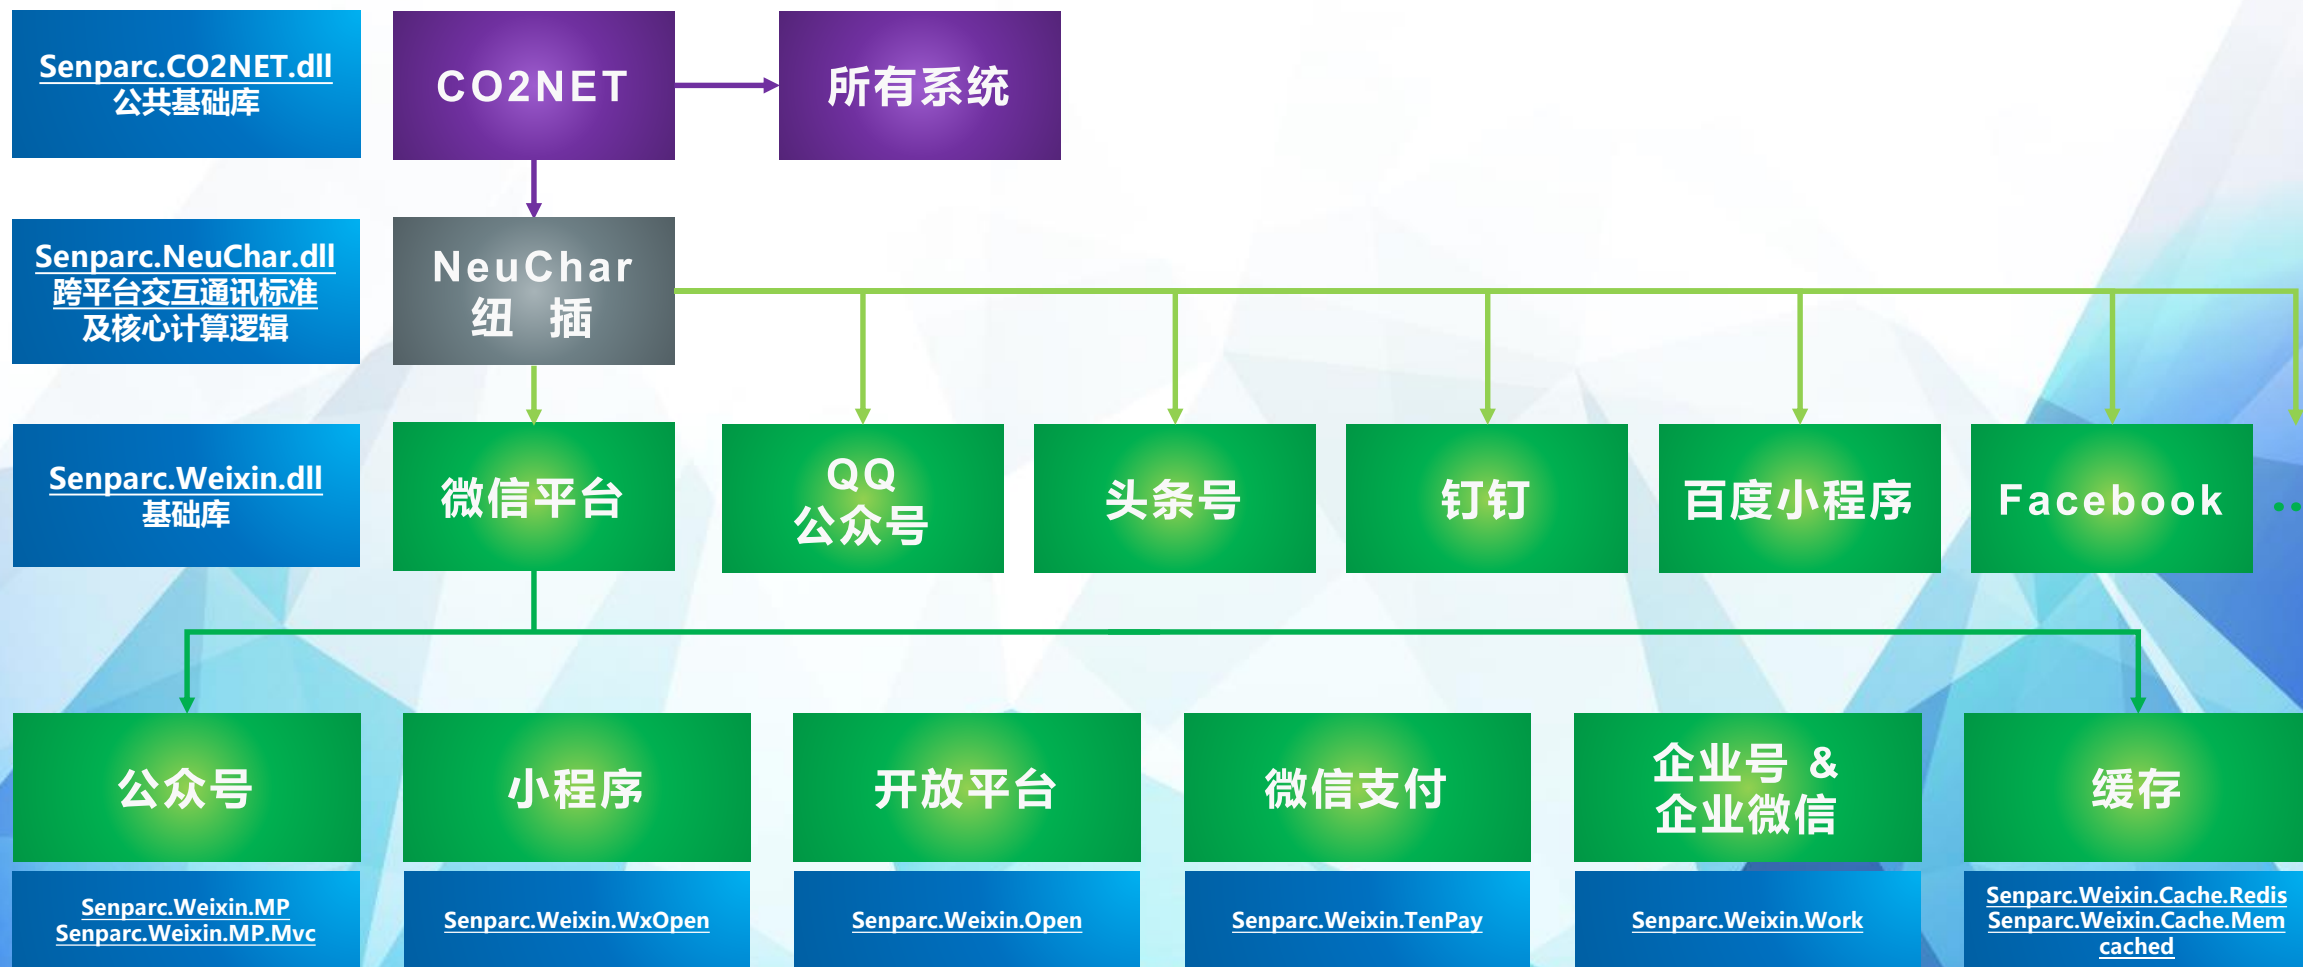 Senparc.CO2NET.dll
公共基础库
CO2NET
所有系统
Senparc.NeuChar.dll
跨平台交互通讯标准
及核心计算逻辑
NeuChar
纽 插
Senparc.Weixin.dll
基础库
微信平台
QQ
公众号
头条号
钉钉
百度小程序
Facebook
公众号
小程序
开放平台
微信支付
企业号 &
企业微信
缓存
Senparc.Weixin.MP
Senparc.Weixin.MP.Mvc
Senparc.Weixin.WxOpen
Senparc.Weixin.Open
Senparc.Weixin.TenPay
Senparc.Weixin.Work
Senparc.Weixin.Cache.Redis
Senparc.Weixin.Cache.Mem
cached